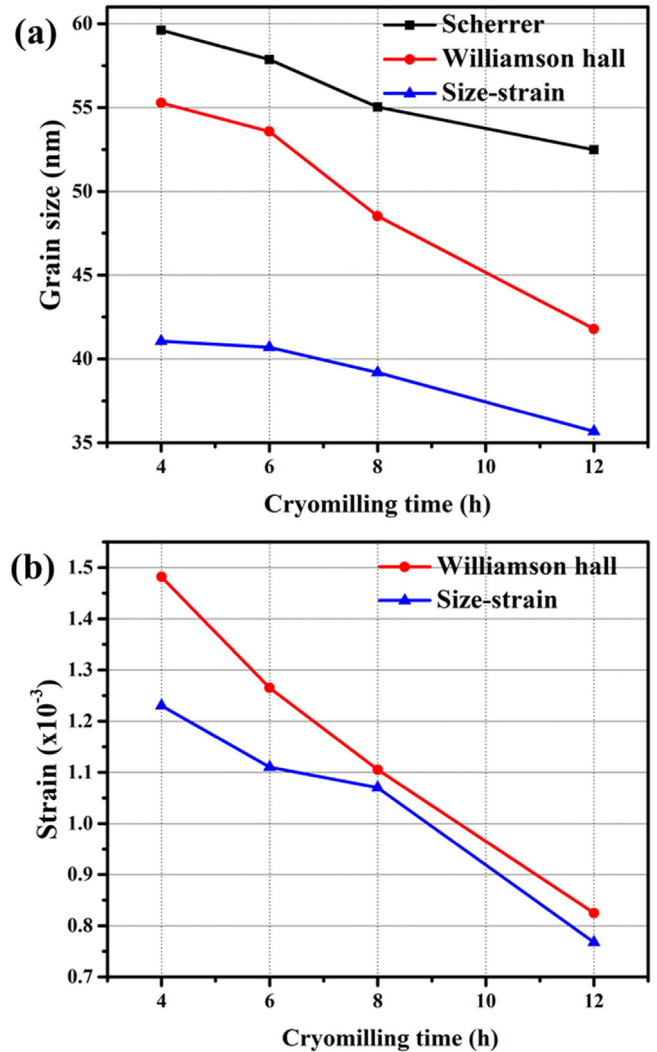 (a)
Scherrer
Williamson hall
Size-strain
60
55
50
45
40
35
Grain size (nm)
4 6 8 10 12
Cryomilling time (h)
(b)
Williamson hall
Size-strain
1.5
1.4
1.3
1.2
1.1
1.0
0.9
0.8
0.7
Strain (x10⁻³)
4 6 8 10 12
Cryomilling time (h)